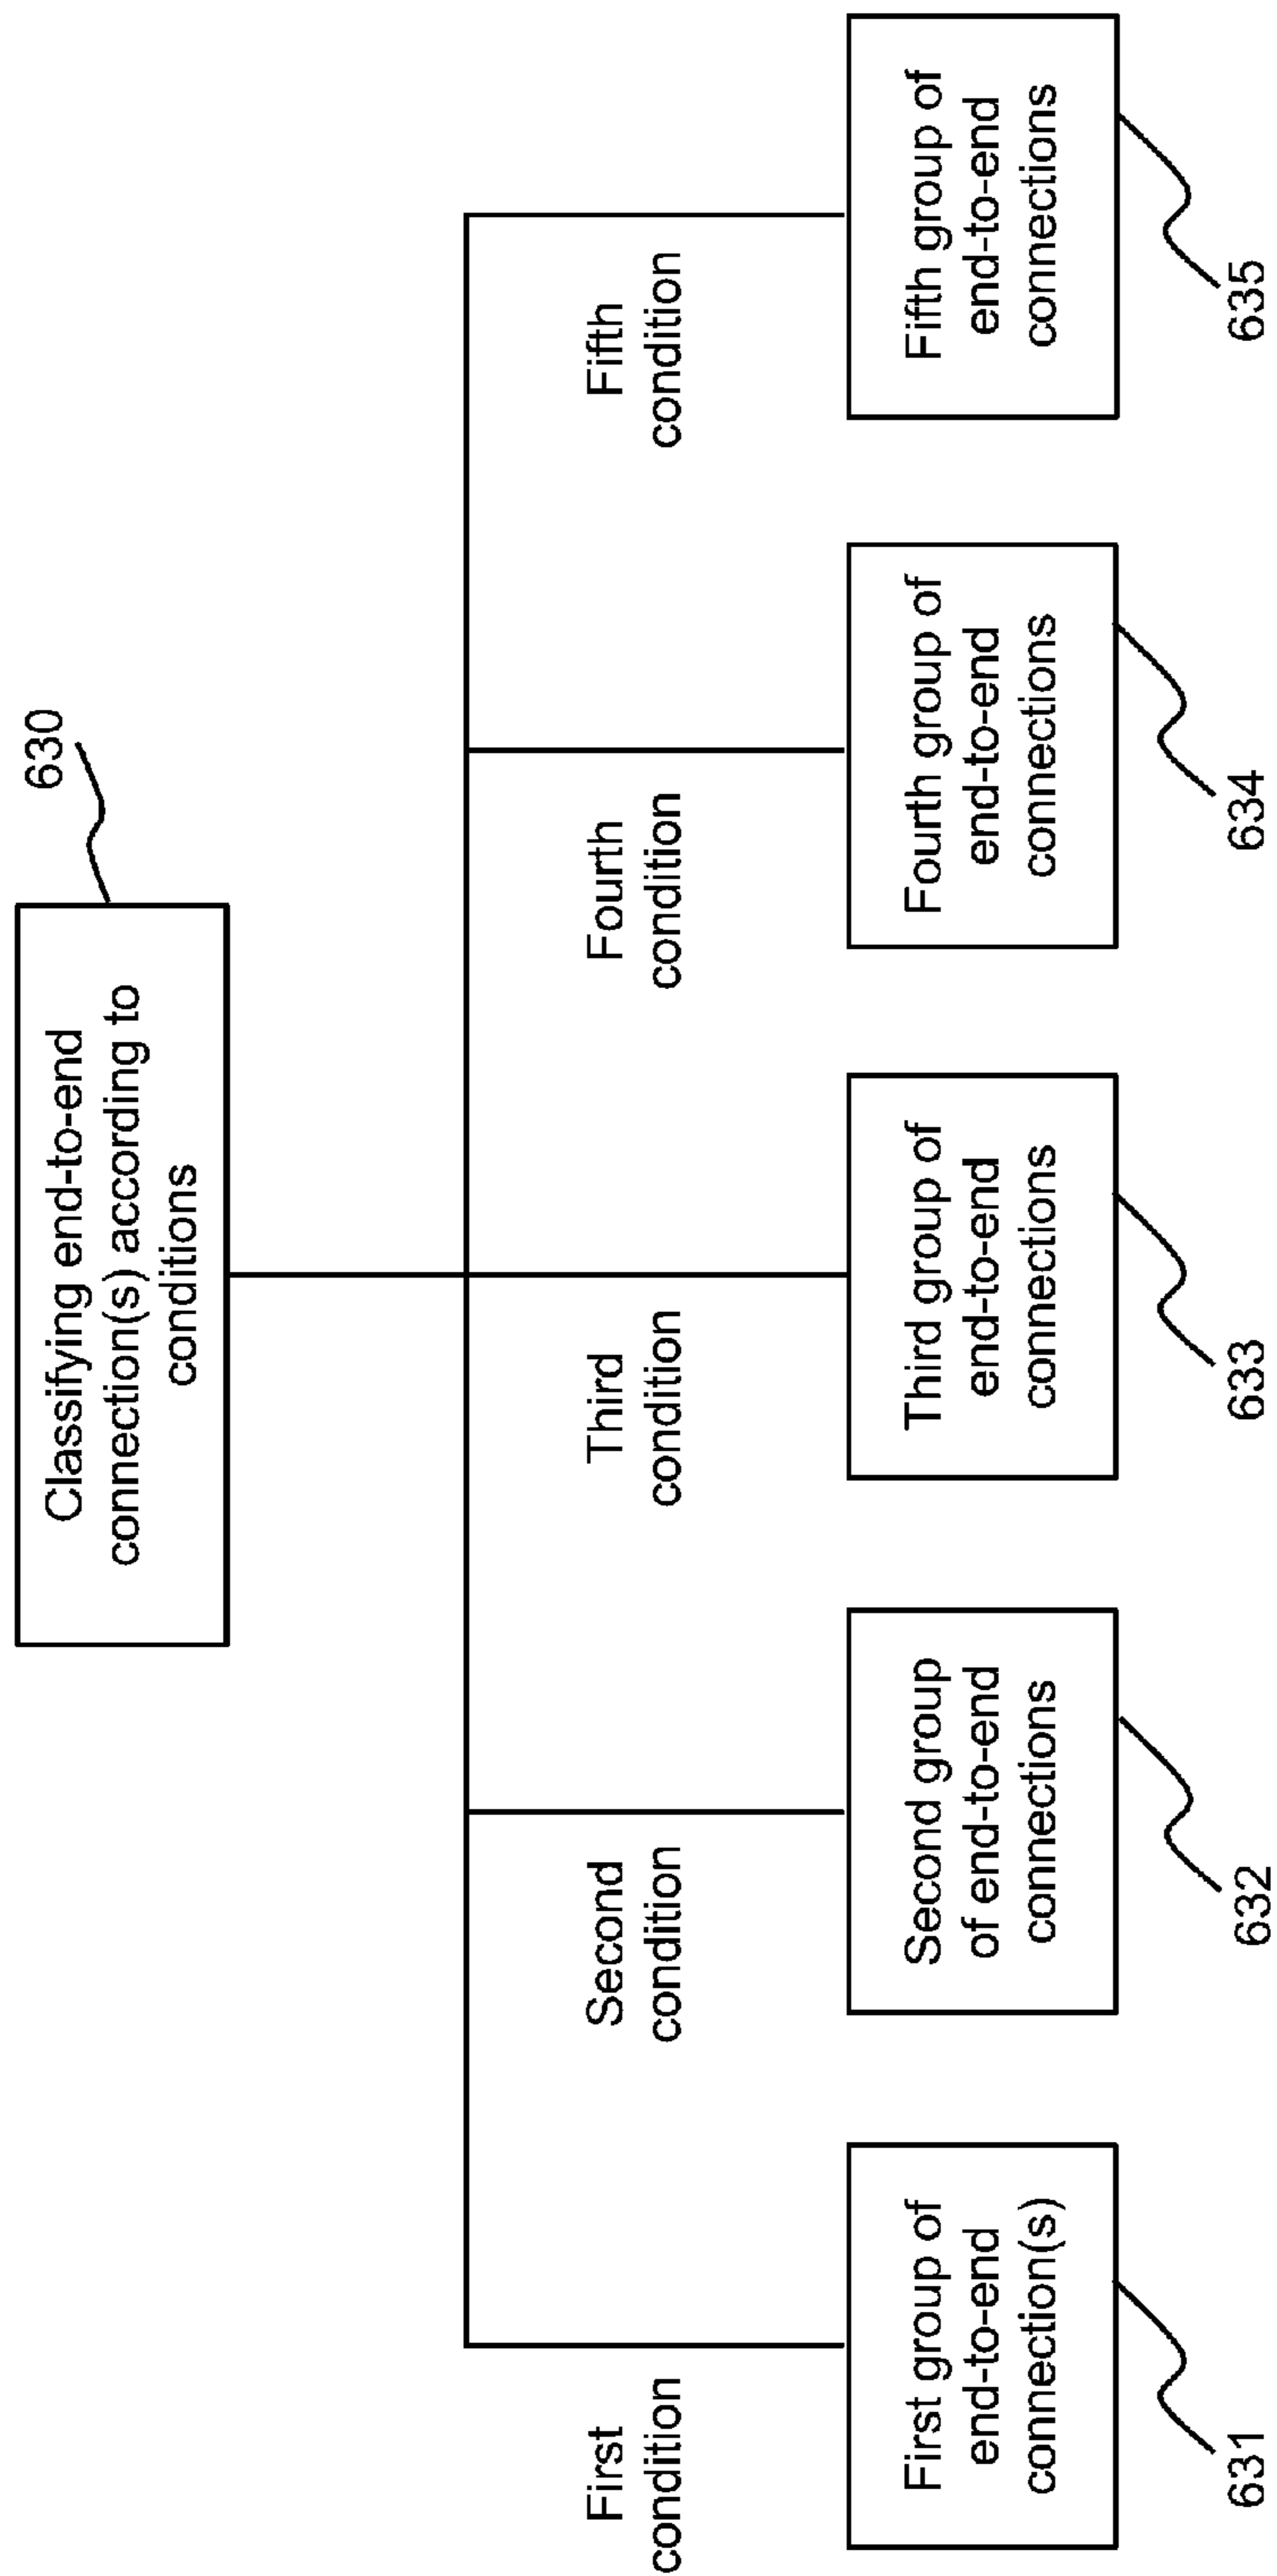 630
Classifying end-to-end
connection(s) according to
conditions
First
condition
Second
condition
Third
condition
Fourth
condition
Fifth
condition
First group of
end-to-end
connection(s)
Second group
of end-to-end
connections
Third group of
end-to-end
connections
Fourth group of
end-to-end
connections
Fifth group of
end-to-end
connections
631
632
633
634
635